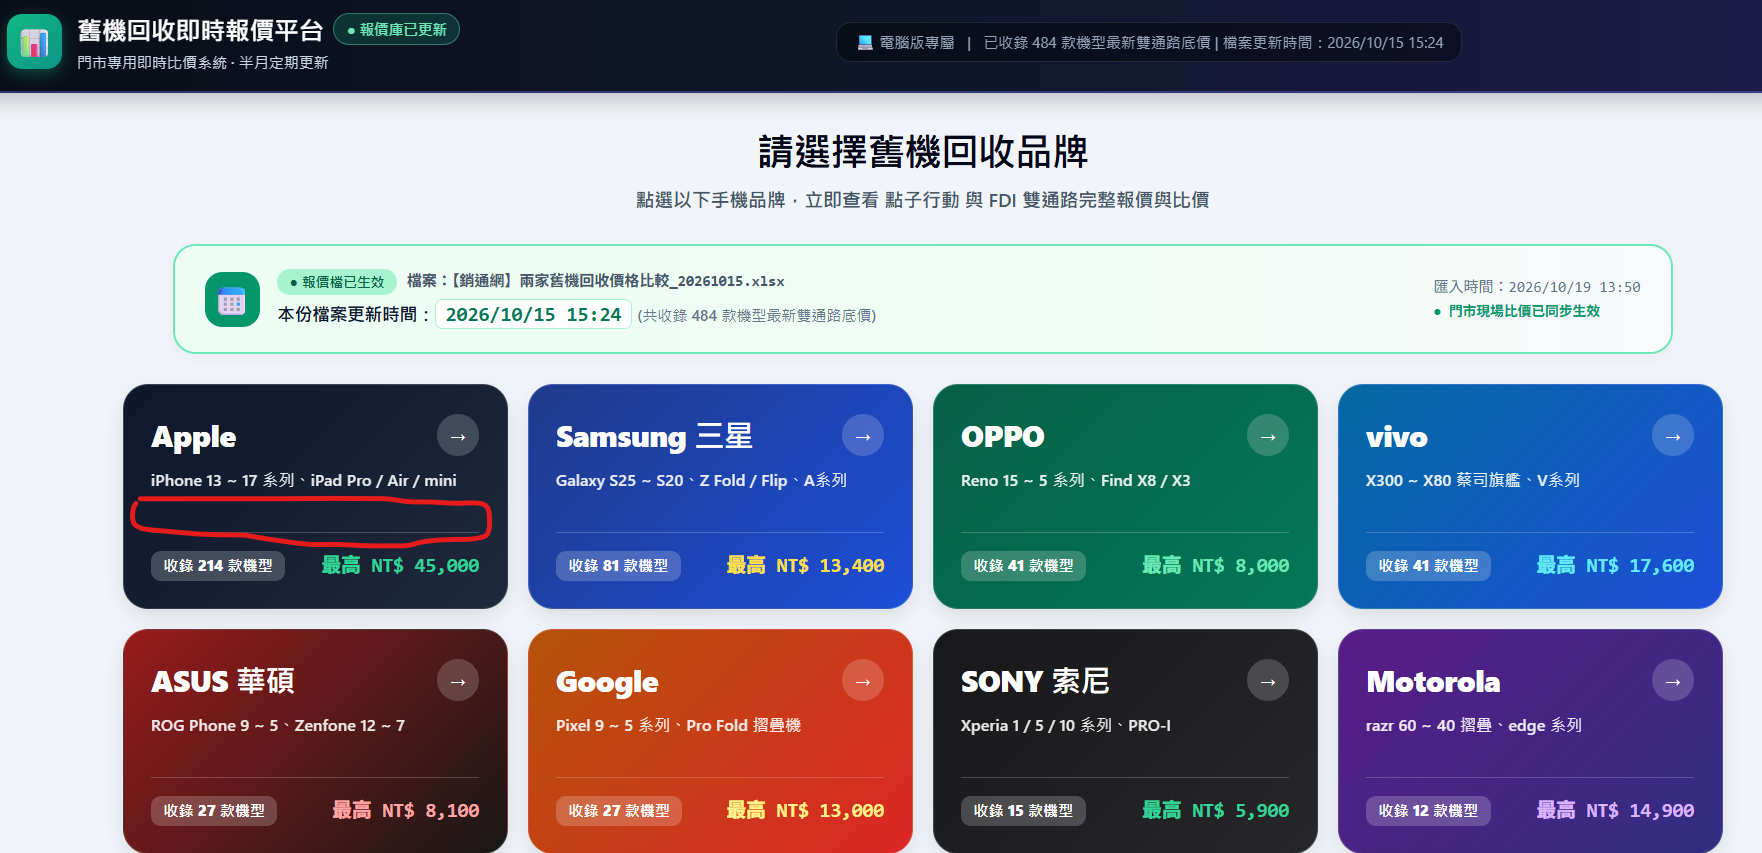 舊機回收即時報價平台
● 報價庫已更新
門市專用即時比價系統 · 半月定期更新
電腦版專屬 | 已收錄 484 款機型最新雙通路底價 | 檔案更新時間：2026/10/15 15:24
請選擇舊機回收品牌
點選以下手機品牌，立即查看 點子行動 與 FDI 雙通路完整報價與比價
● 報價檔已生效 檔案：【銷通網】兩家舊機回收價格比較_20261015.xlsx
本份檔案更新時間： 2026/10/15 15:24 (共收錄 484 款機型最新雙通路底價)
匯入時間：2026/10/19 13:50
● 門市現場比價已同步生效
Apple →
iPhone 13 ~ 17 系列、iPad Pro / Air / mini
收錄 214 款機型 最高 NT$ 45,000
Samsung 三星 →
Galaxy S25 ~ S20、Z Fold / Flip、A系列
收錄 81 款機型 最高 NT$ 13,400
OPPO →
Reno 15 ~ 5 系列、Find X8 / X3
收錄 41 款機型 最高 NT$ 8,000
vivo →
X300 ~ X80 蔡司旗艦、V系列
收錄 41 款機型 最高 NT$ 17,600
ASUS 華碩 →
ROG Phone 9 ~ 5、Zenfone 12 ~ 7
收錄 27 款機型 最高 NT$ 8,100
Google →
Pixel 9 ~ 5 系列、Pro Fold 摺疊機
收錄 27 款機型 最高 NT$ 13,000
SONY 索尼 →
Xperia 1 / 5 / 10 系列、PRO-I
收錄 15 款機型 最高 NT$ 5,900
Motorola →
razr 60 ~ 40 摺疊、edge 系列
收錄 12 款機型 最高 NT$ 14,900